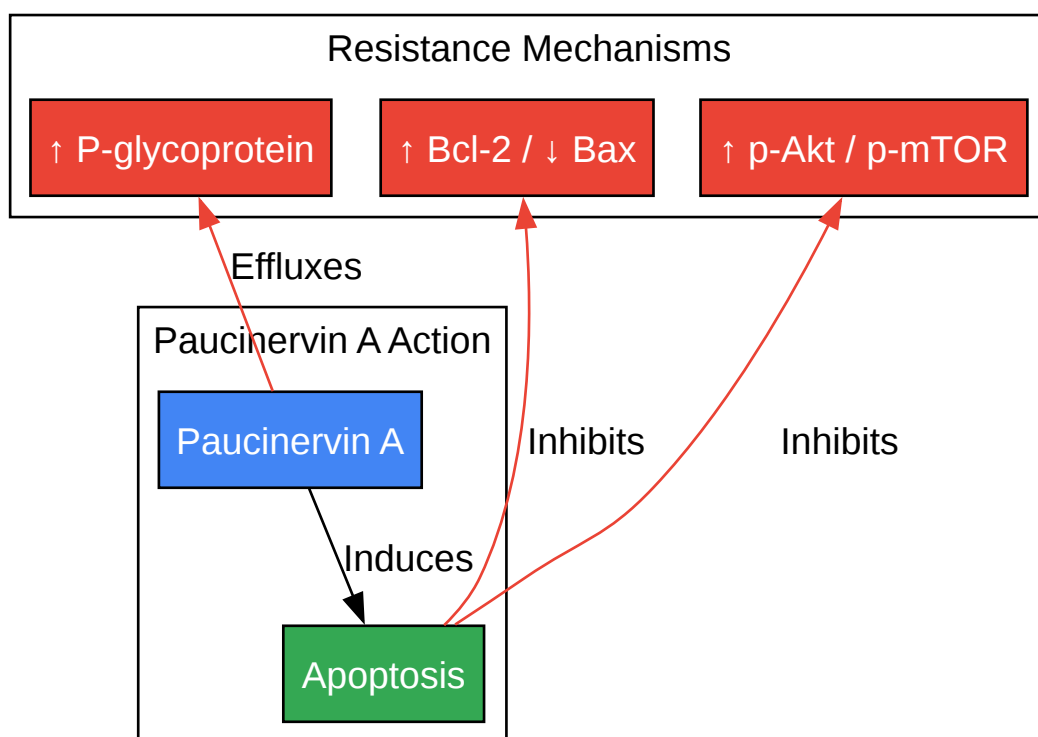 Resistance Mechanisms
↑ P-glycoprotein
↑ Bcl-2 / ↓ Bax
↑ p-Akt / p-mTOR
Effluxes
Paucinervin A Action
Paucinervin A
Inhibits
Inhibits
Induces
Apoptosis